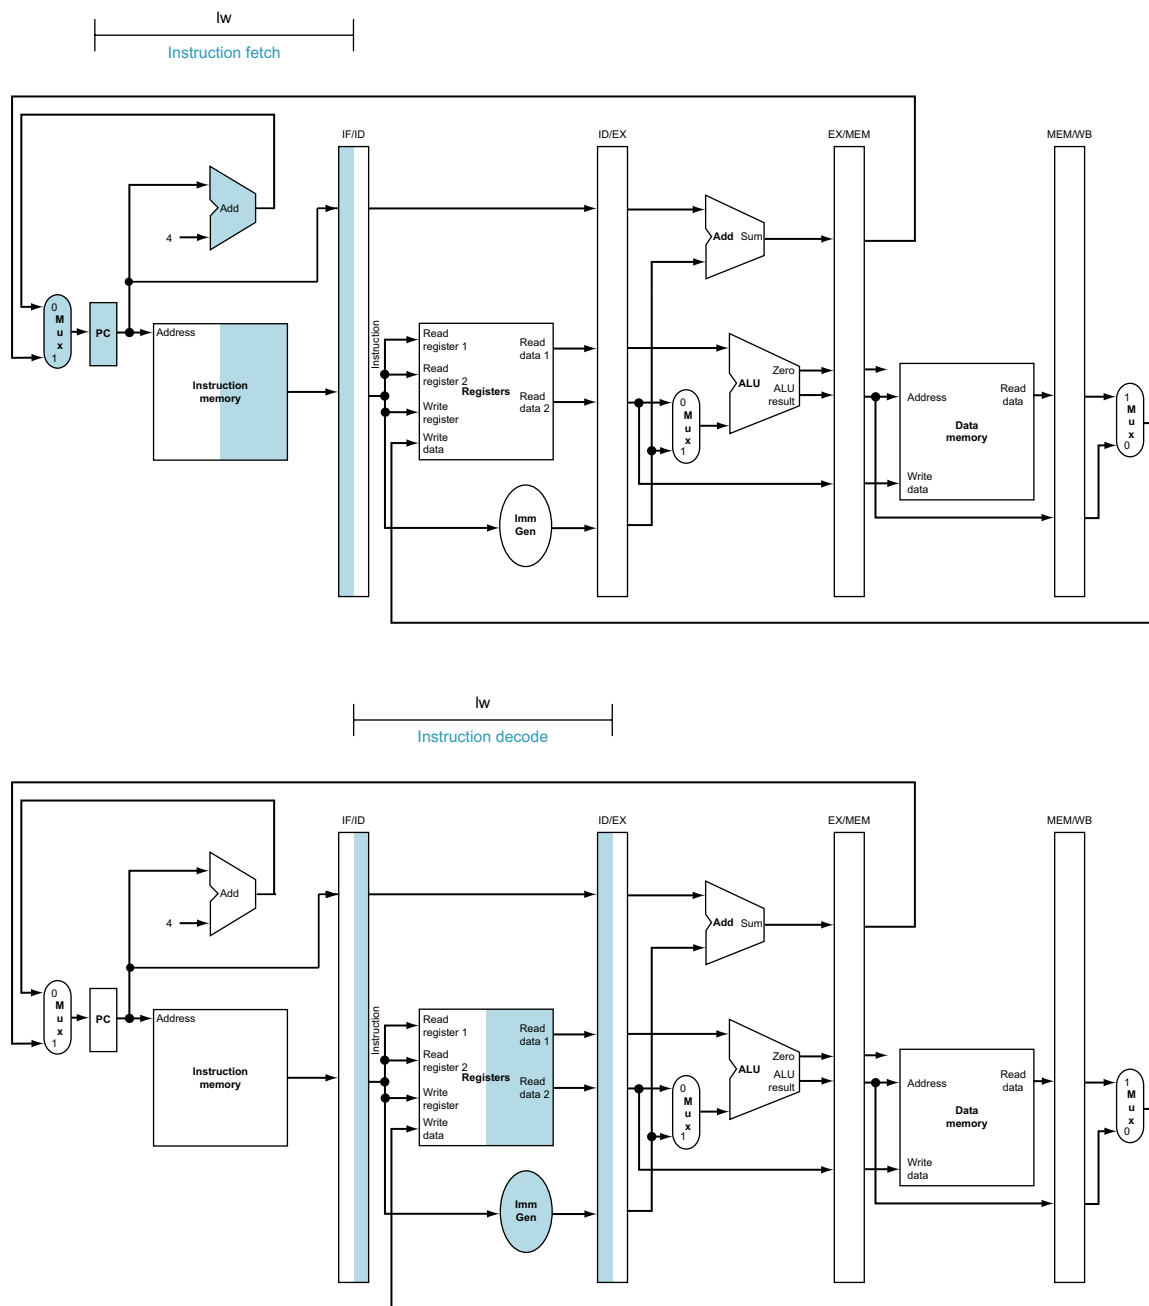 lw
Instruction fetch
IF/ID
ID/EX
EX/MEM
MEM/WB
Add
4
Add Sum
0
M
u
x
1
PC
Address
Instruction
memory
Instruction
Read
register 1
Read
register 2
Write
register
Write
data
Registers
Read
data 1
Read
data 2
Imm
Gen
0
M
u
x
1
ALU
Zero
ALU
result
Address
Read
data
Data
memory
Write
data
1
M
u
x
0
lw
Instruction decode
IF/ID
ID/EX
EX/MEM
MEM/WB
Add
4
Add Sum
0
M
u
x
1
PC
Address
Instruction
memory
Instruction
Read
register 1
Read
register 2
Write
register
Write
data
Registers
Read
data 1
Read
data 2
Imm
Gen
0
M
u
x
1
ALU
Zero
ALU
result
Address
Read
data
Data
memory
Write
data
1
M
u
x
0